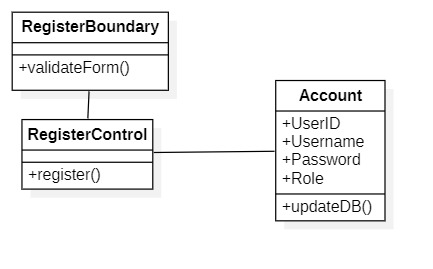 RegisterBoundary
+validateForm()
RegisterControl
+register()
Account
+UserID
+Username
+Password
+Role
+updateDB()